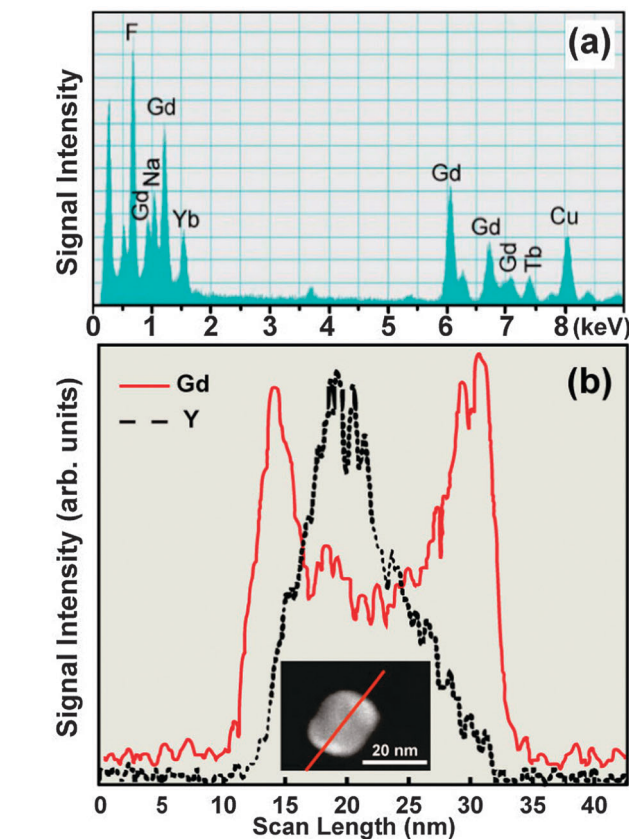 (a)
Signal Intensity
F
Gd
Na
Gd
Yb
Gd
Gd
Gd
Tb
Cu
0 1 2 3 4 5 6 7 8 (keV)
(b)
Gd
Y
Signal Intensity (arb. units)
20 nm
0 5 10 15 20 25 30 35 40
Scan Length (nm)